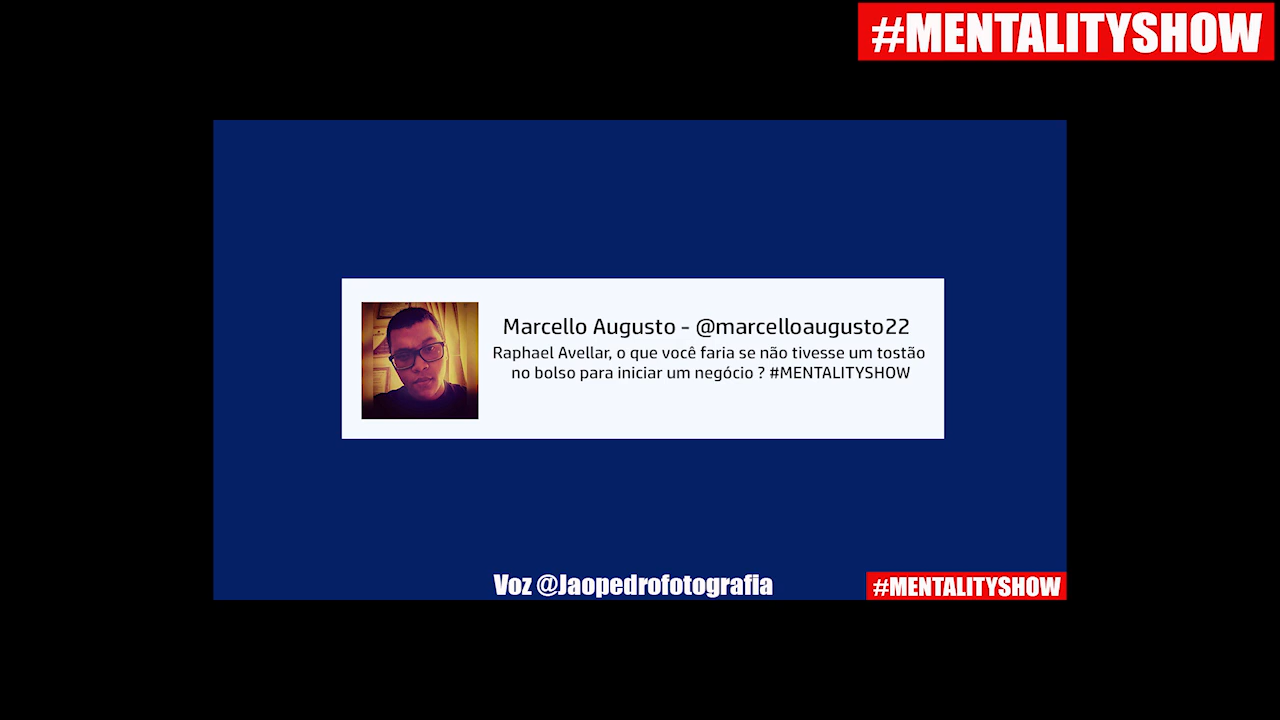 #MENTALITYSHOW
Marcello Augusto - @marcelloaugusto22
Raphael Avellar, o que você faria se não tivesse um tostão
no bolso para iniciar um negócio ? #MENTALITYSHOW
Voz @Jaopedrofotografia
#MENTALITYSHOW